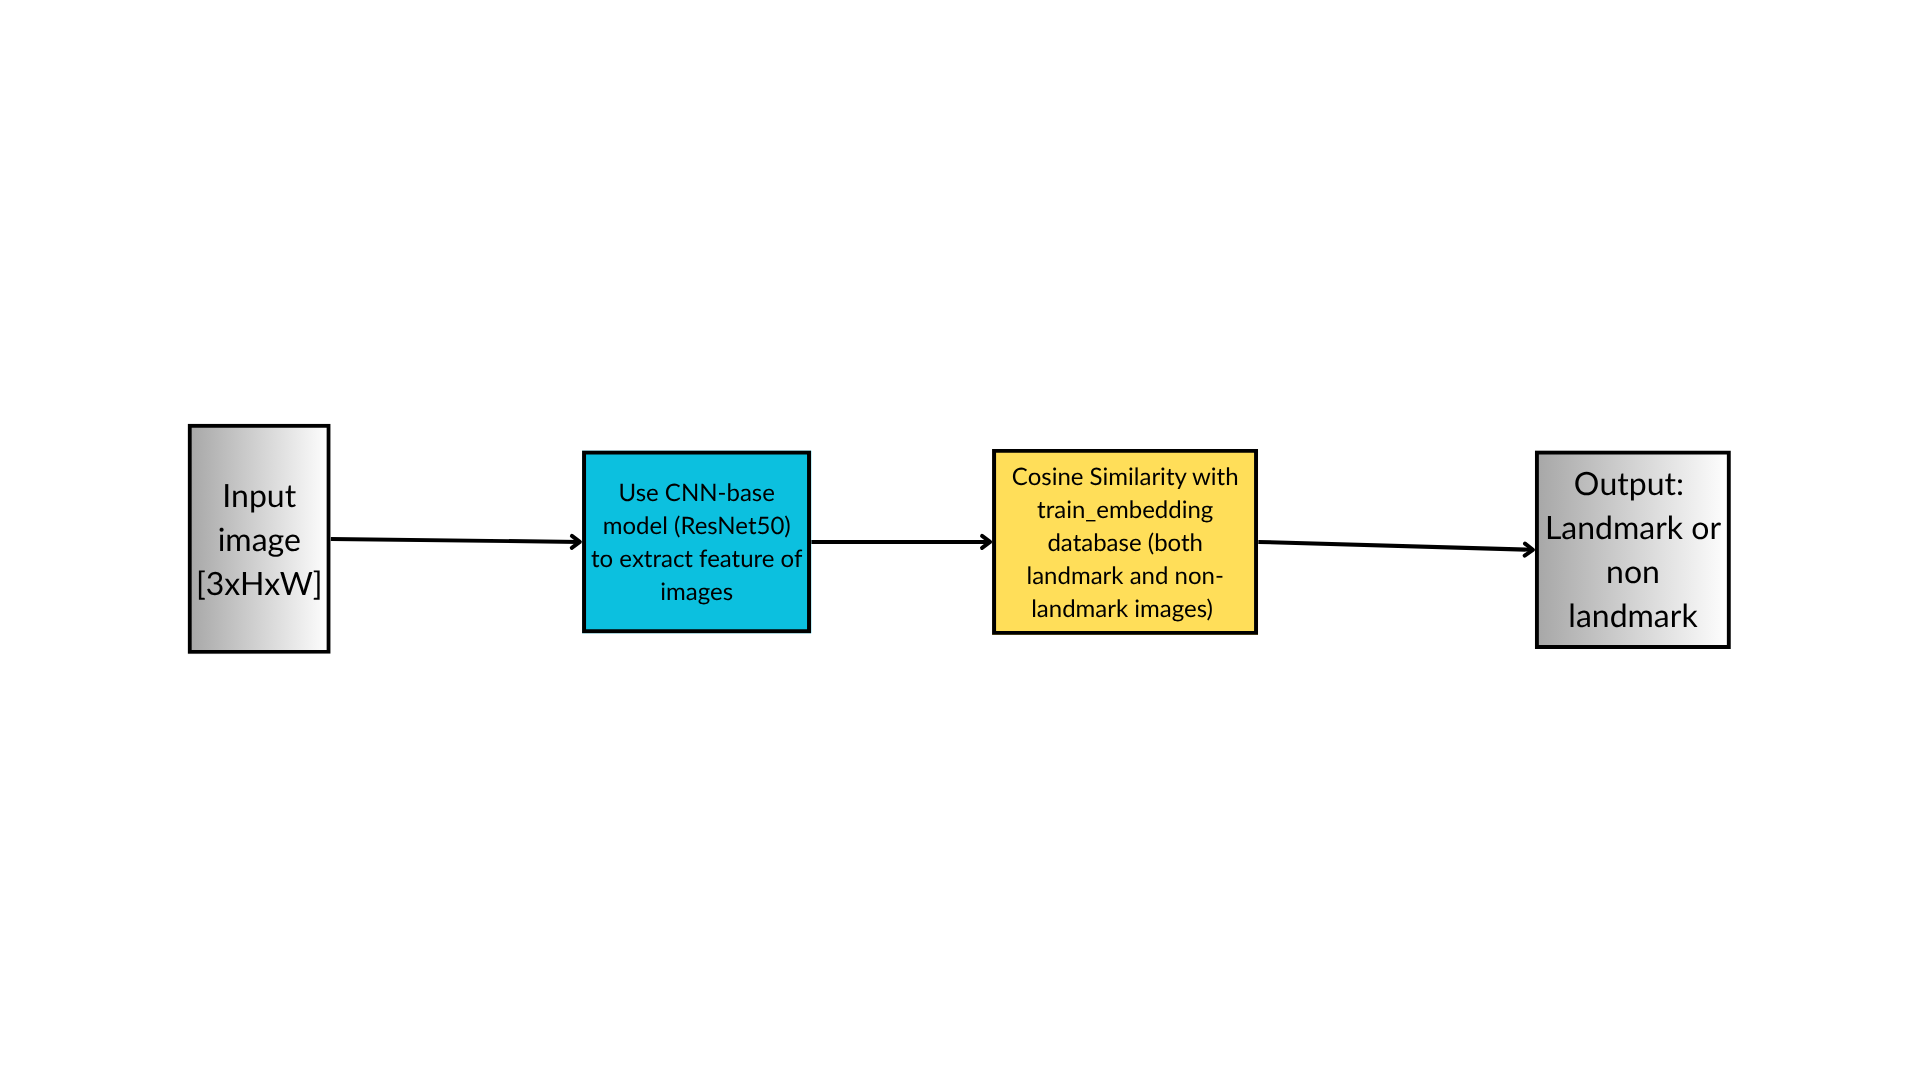 Input
image
[3xHxW]
Use CNN-base
model (ResNet50)
to extract feature of
images
Cosine Similarity with
train_embedding
database (both
landmark and non-
landmark images)
Output:
Landmark or
non
landmark